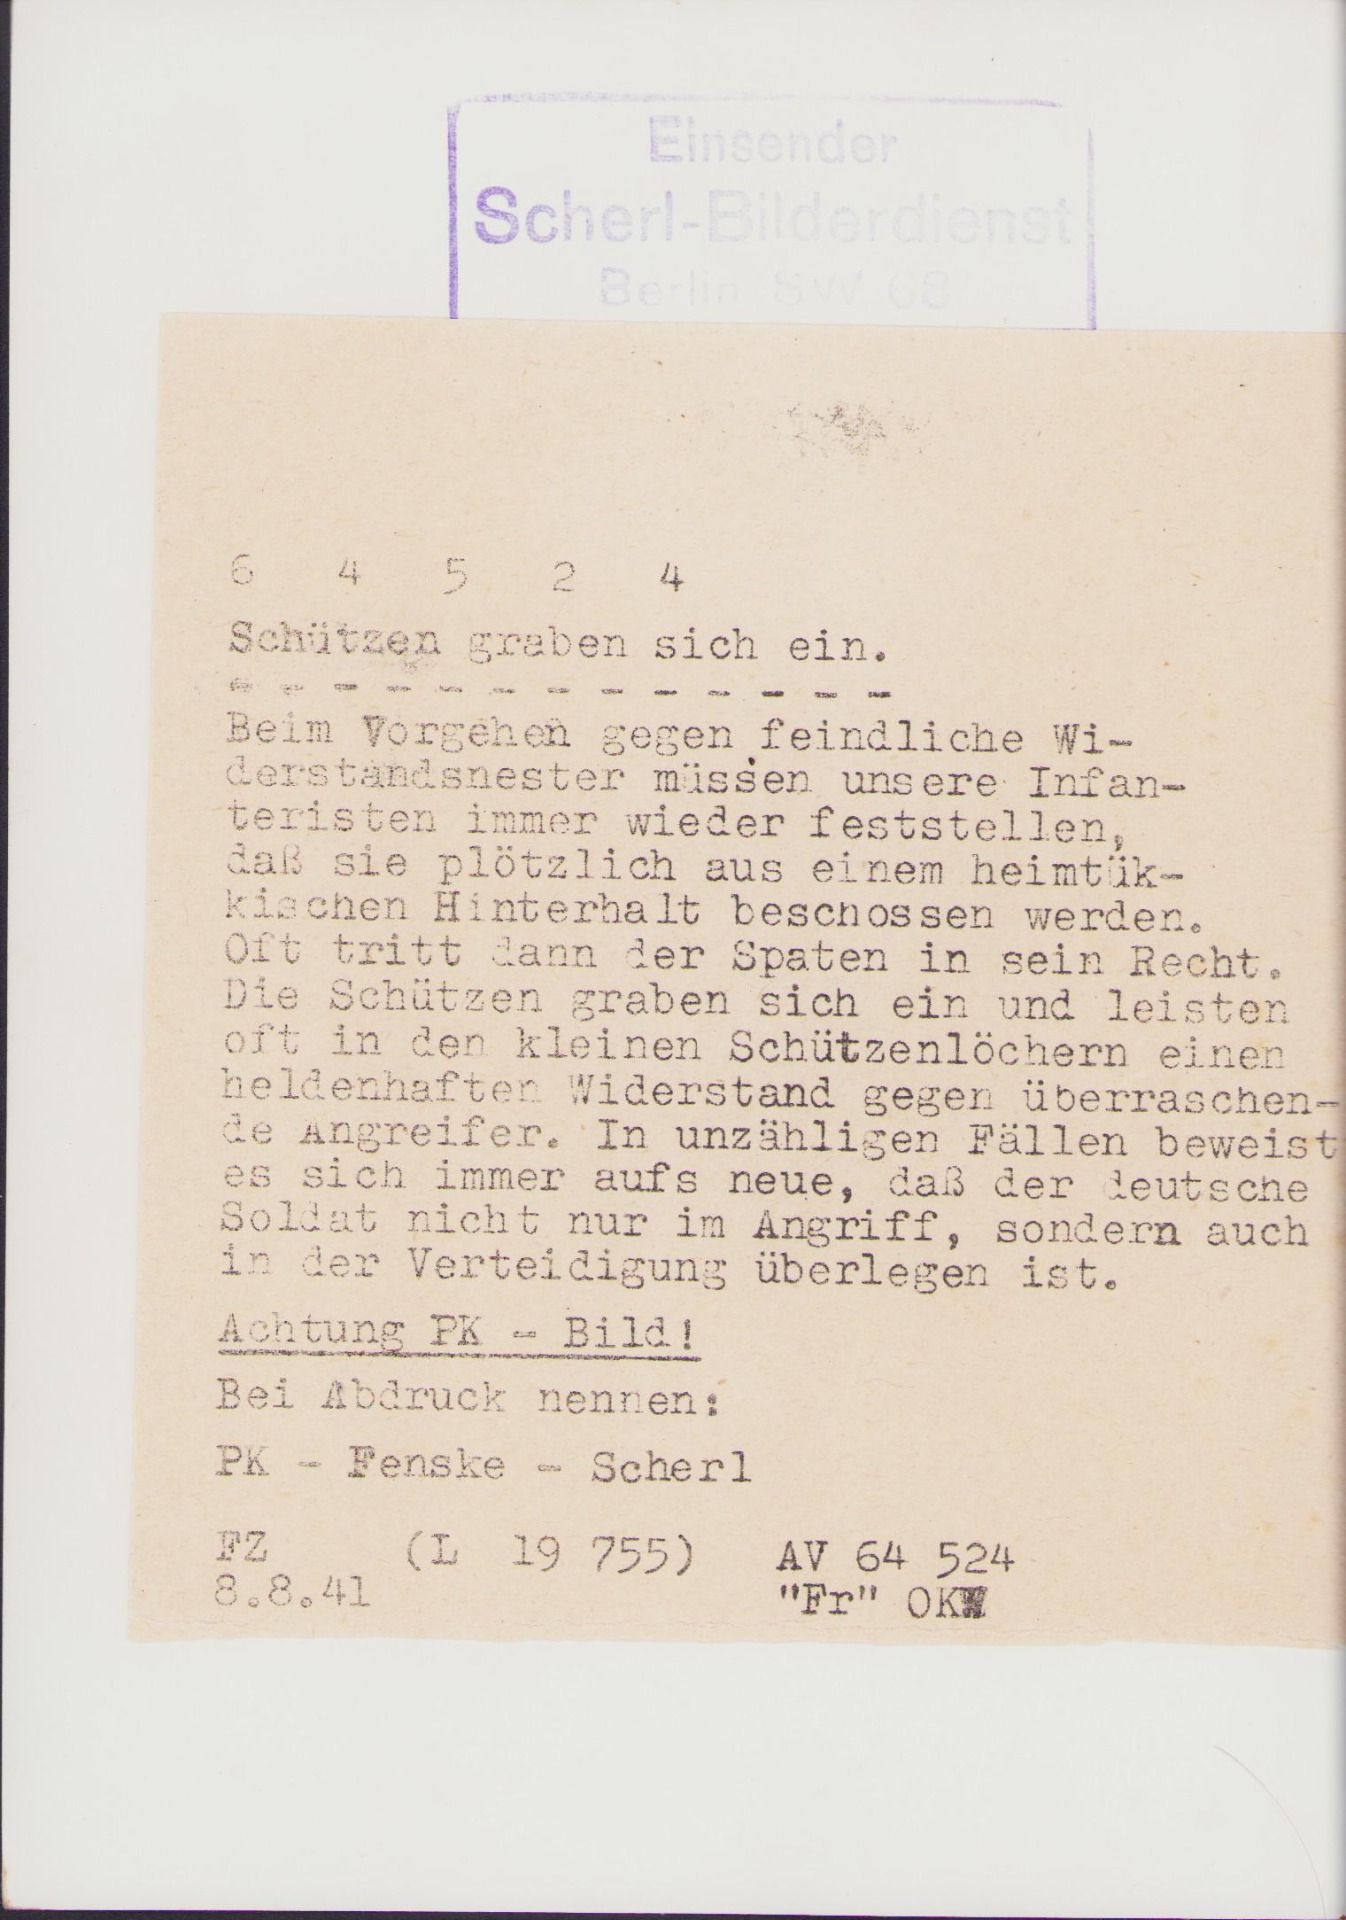 Einsender
Scherl-Bilderdienst
Berlin SW 68
6 4 5 2 4
Schützen graben sich ein.
- - - - - - - - - - - - -
Beim Vorgehen gegen feindliche Wi-
derstandsnester müssen unsere Infan-
teristen immer wieder feststellen,
daß sie plötzlich aus einem heimtük-
kischen Hinterhalt beschossen werden.
Oft tritt dann der Spaten in sein Recht.
Die Schützen graben sich ein und leisten
oft in den kleinen Schützenlöchern einen
heldenhaften Widerstand gegen überraschen-
de Angreifer. In unzähligen Fällen beweist
es sich immer aufs neue, daß der deutsche
Soldat nicht nur im Angriff, sondern auch
in der Verteidigung überlegen ist.
Achtung PK - Bild!
Bei Abdruck nennen:
PK - Fenske - Scherl
FZ (L 19 755) AV 64 524
8.8.41 "Fr" OKW